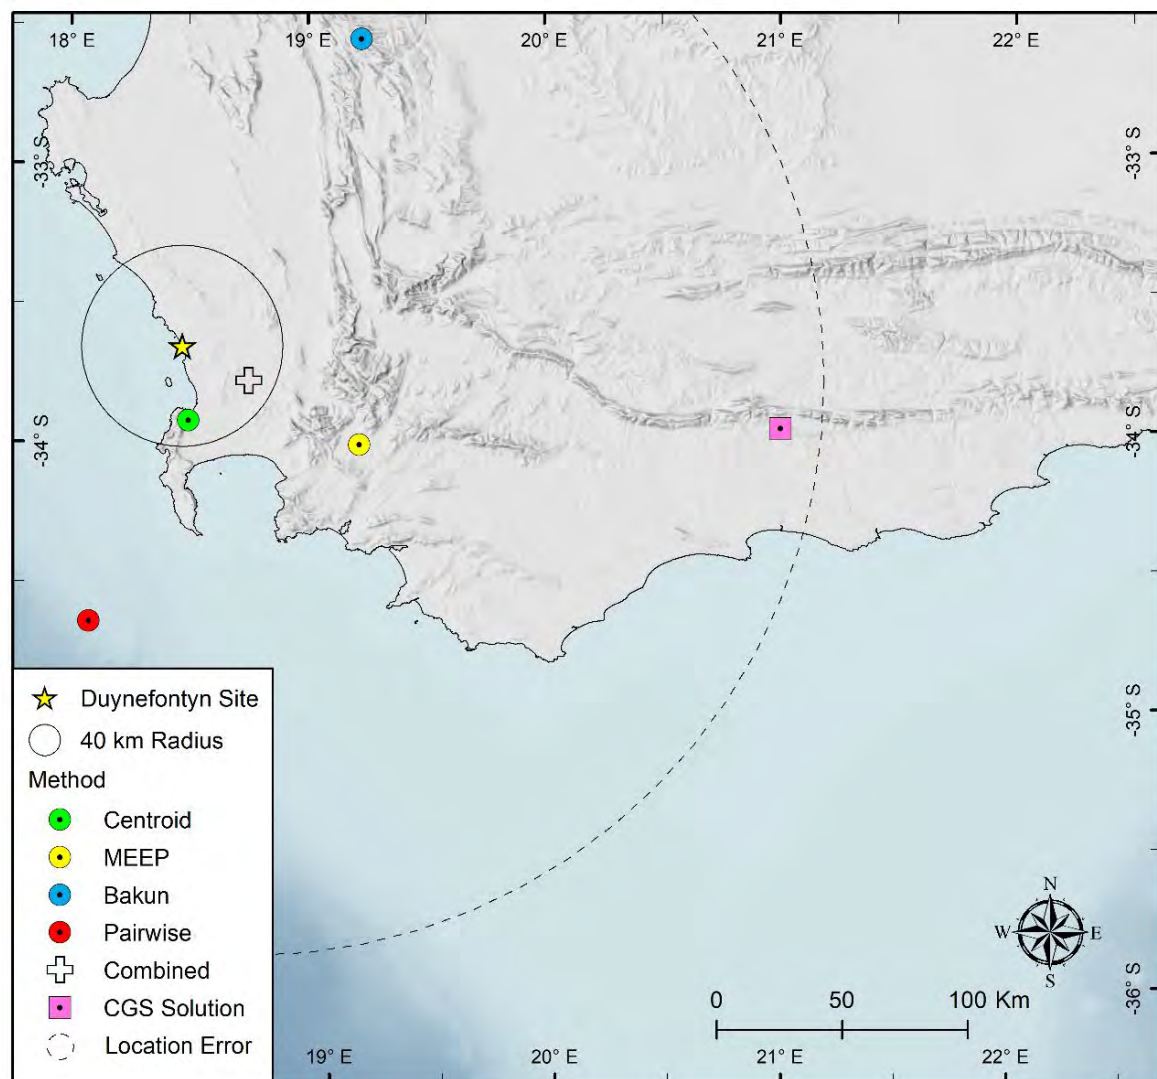 18° E
19° E
20° E
21° E
22° E
-33° S
-33° S
-34° S
-34° S
-35° S
-36° S
Duynefontyn Site
40 km Radius
Method
Centroid
MEEP
Bakun
Pairwise
Combined
CGS Solution
Location Error
N
W
E
S
0
50
100 Km
19° E
20° E
21° E
22° E